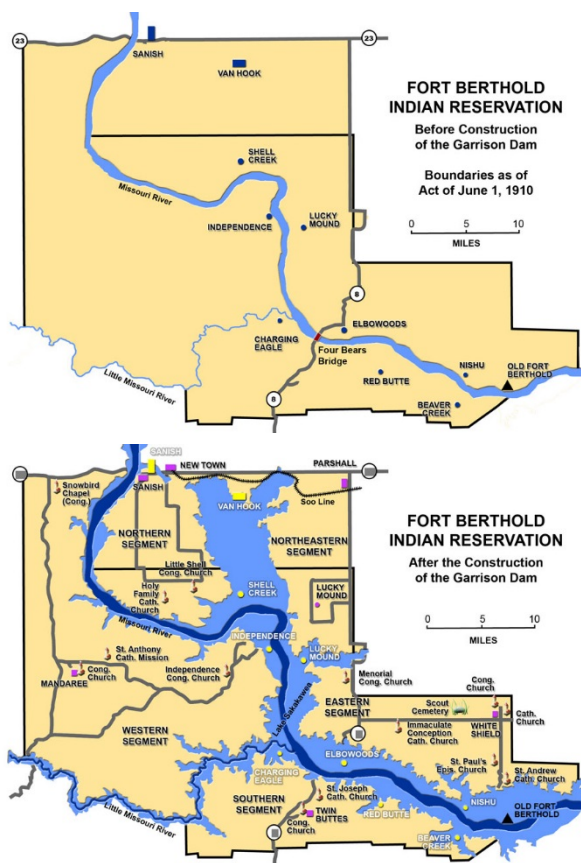 23
23
SANISH
VAN HOOK
FORT BERTHOLD
INDIAN RESERVATION
Before Construction
of the Garrison Dam
Boundaries as of
Act of June 1, 1910
0 5 10
MILES
SHELL
CREEK
Missouri River
INDEPENDENCE
LUCKY
MOUND
8
CHARGING
EAGLE
ELBOWOODS
Four Bears
Bridge
Little Missouri River
NISHU
OLD FORT
BERTHOLD
RED BUTTE
BEAVER
CREEK
8
SANISH
NEW TOWN
PARSHALL
Snowbird
Chapel
(Cong.)
SANISH
Soo Line
VAN HOOK
FORT BERTHOLD
INDIAN RESERVATION
After the Construction
of the Garrison Dam
0 5 10
MILES
NORTHERN
SEGMENT
NORTHEASTERN
SEGMENT
Little Shell
Cong. Church
Holy
Family
Cath.
Church
SHELL
CREEK
LUCKY
MOUND
Missouri River
INDEPENDENCE
LUCKY
MOUND
St. Anthony
Cath. Mission
Cong.
Church
MANDAREE
Independence
Cong. Church
Memorial
Cong. Church
EASTERN
SEGMENT
Lake Sakakawea
Cong.
Church
Scout
Cemetery
Cath.
Church
WHITE
SHIELD
Immaculate
Conception
Cath. Church
WESTERN
SEGMENT
ELBOWOODS
St. Paul's
Epis. Church
St. Andrew
Cath. Church
CHARGING
EAGLE
St. Joseph
Cath. Church
SOUTHERN
SEGMENT
Little Missouri River
NISHU
OLD FORT
BERTHOLD
RED BUTTE
Cong.
Church
TWIN
BUTTES
BEAVER
CREEK